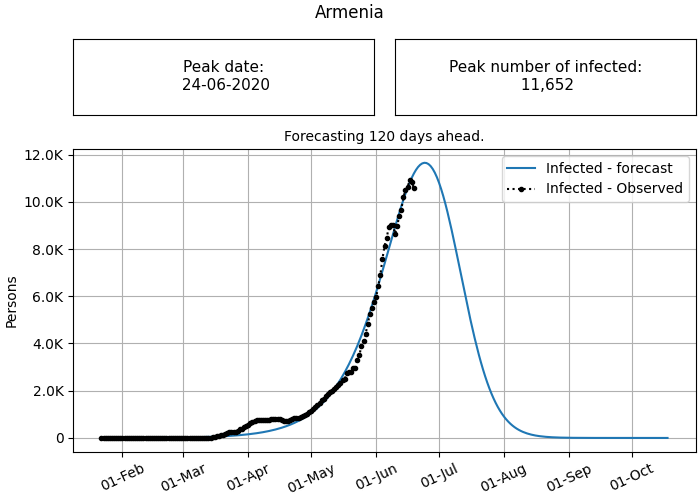 Armenia
Peak date:
24-06-2020
Peak number of infected:
11,652
Forecasting 120 days ahead.
12.0K
10.0K
8.0K
6.0K
4.0K
2.0K
0
Persons
Infected - forecast
Infected - Observed
01-Feb
01-Mar
01-Apr
01-May
01-Jun
01-Jul
01-Aug
01-Sep
01-Oct